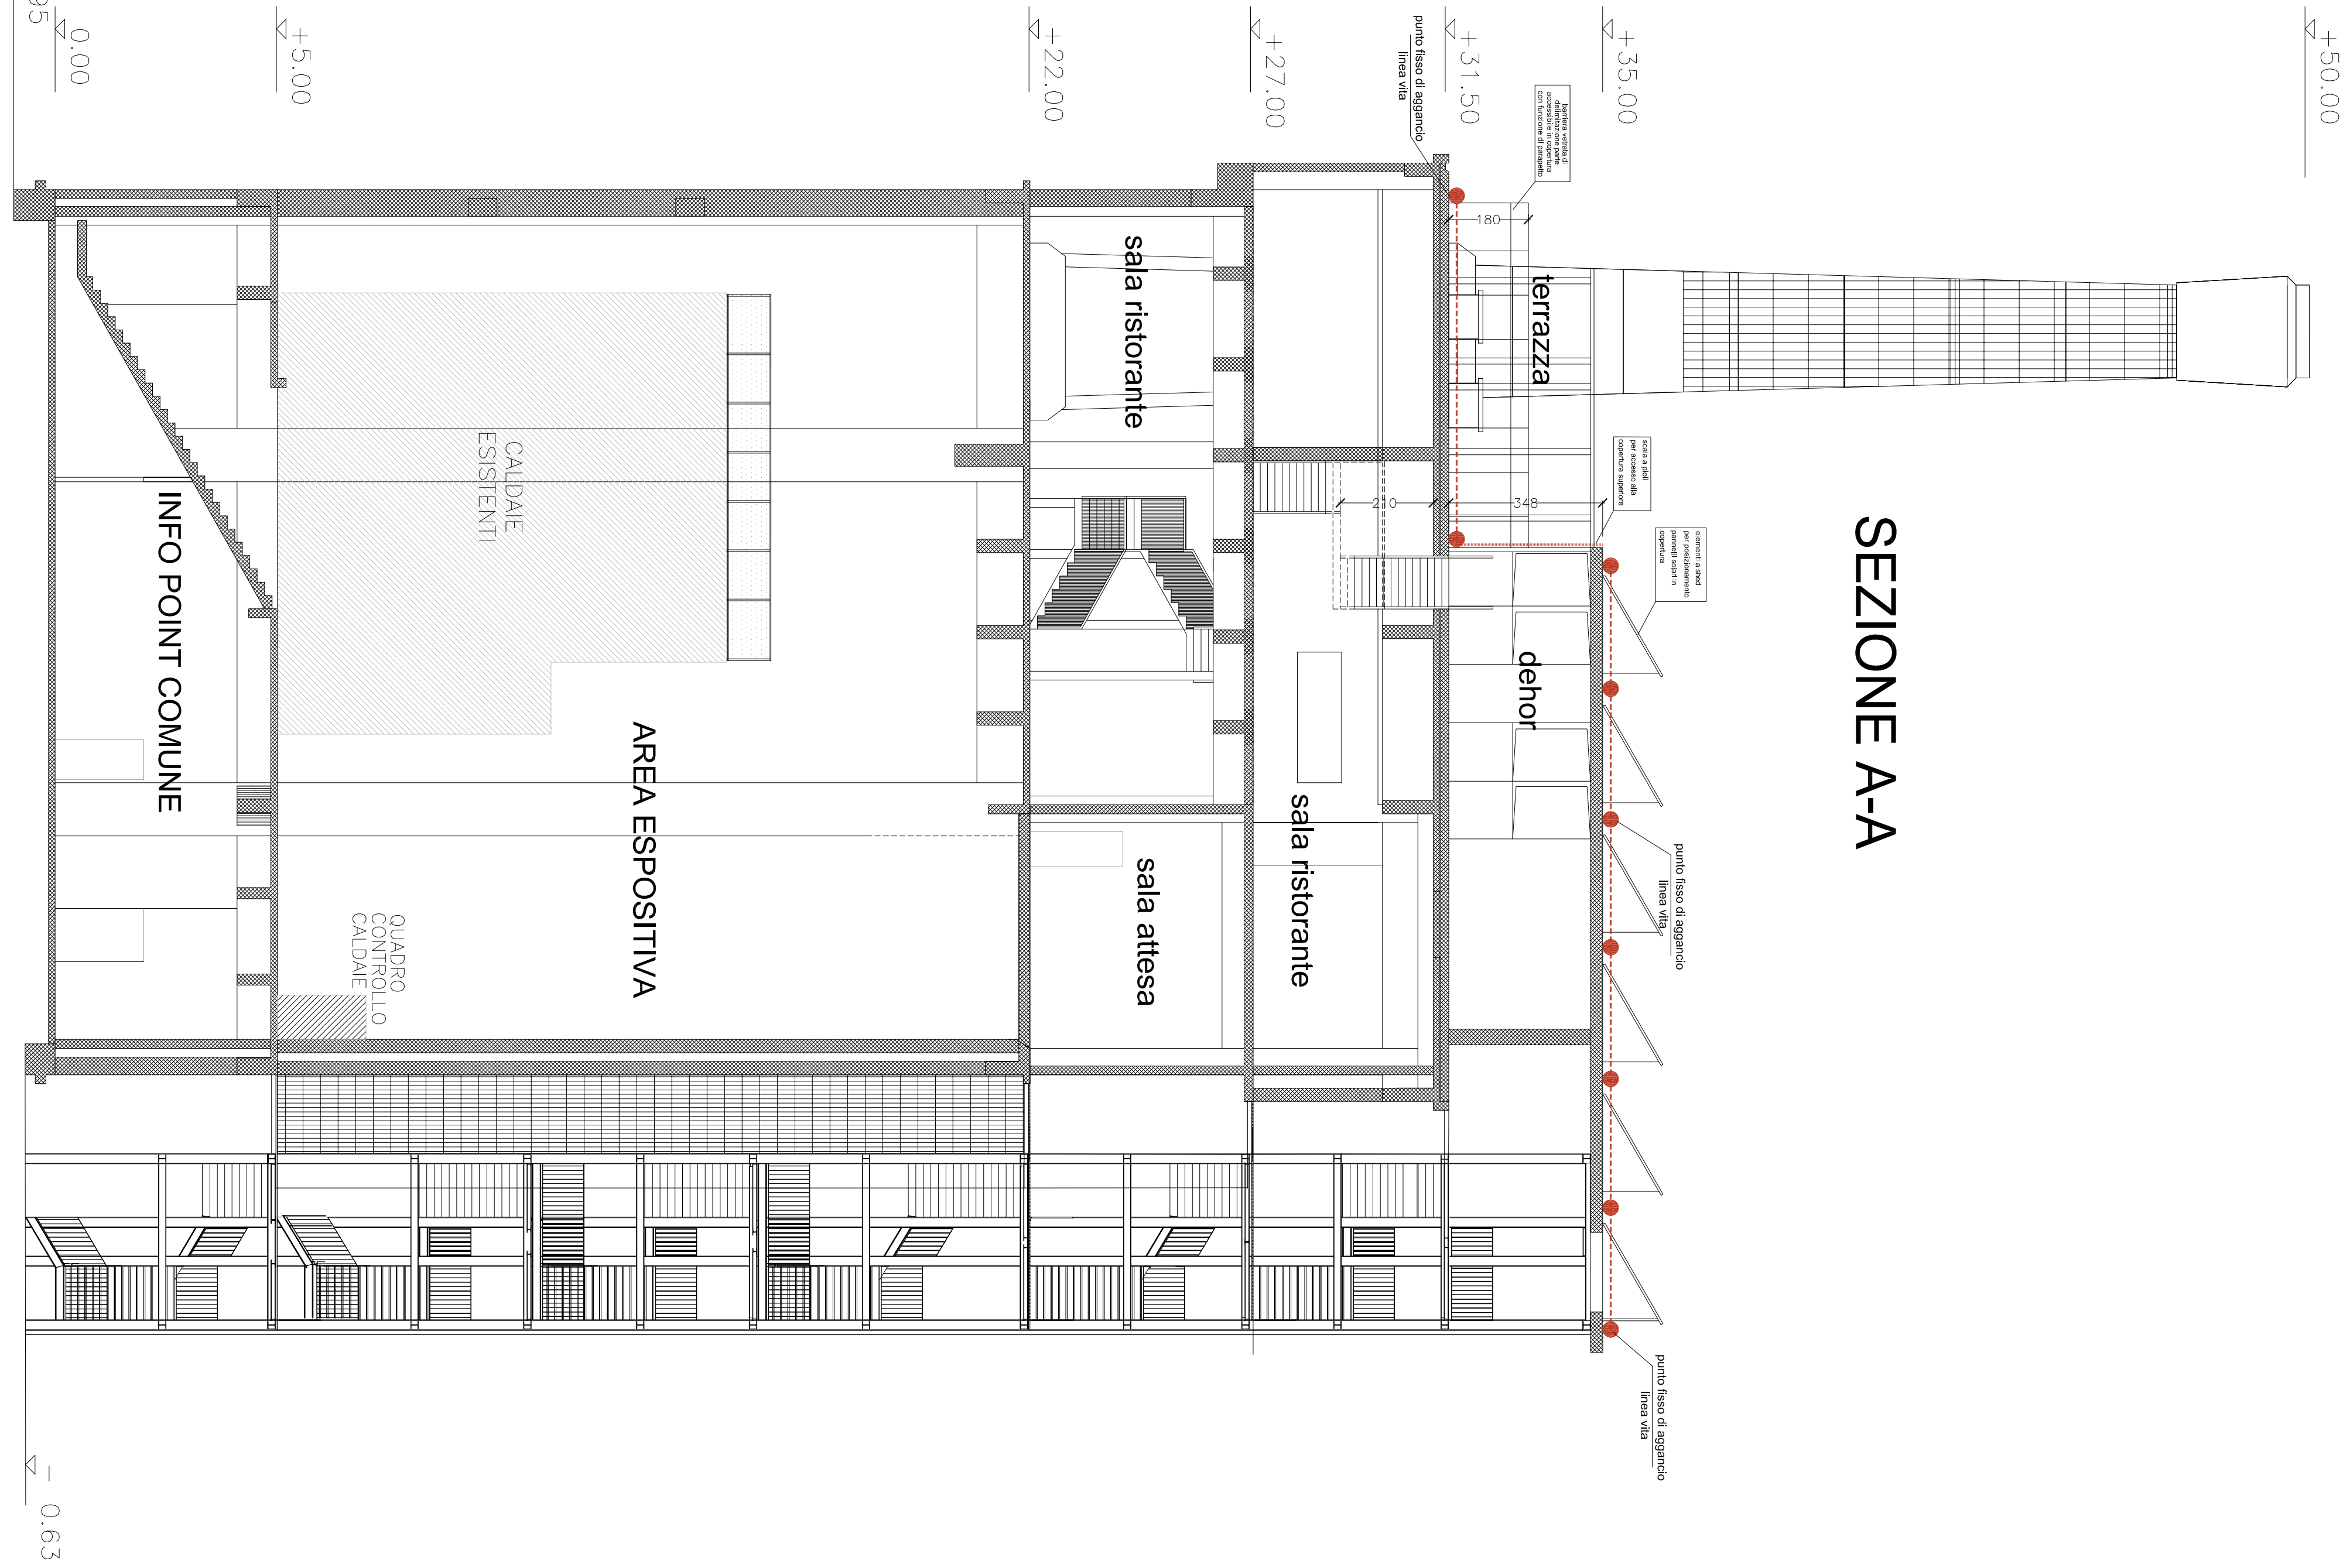 SEZIONE A-A
+50.00
+35.00
+31.50
+27.00
+22.00
+5.00
0.00
95
- 0.63
punto fisso di aggancio
linea vita
barriera vetrata di
delimitazione parte
accessibile in copertura
con funzione di parapetto
scala a pioli
per accesso alla
copertura superiore
elementi a shed
per posizionamento
pannelli solari in
copertura
punto fisso di aggancio
linea vita
punto fisso di aggancio
linea vita
180
348
210
terrazza
dehor
sala ristorante
sala ristorante
sala attesa
CALDAIE
ESISTENTI
AREA ESPOSITIVA
QUADRO
CONTROLLO
CALDAIE
INFO POINT COMUNE